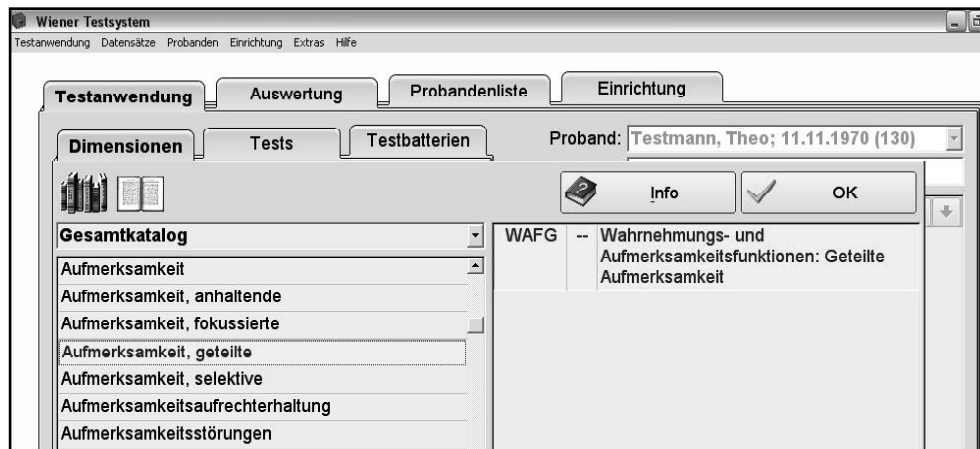 Wiener Testsystem
Testanwendung Datensätze Probanden Einrichtung Extras Hilfe
Testanwendung Auswertung Probandenliste Einrichtung
Dimensionen Tests Testbatterien
Proband: Testmann, Theo; 11.11.1970 (130)
Info OK
Gesamtkatalog
Aufmerksamkeit
Aufmerksamkeit, anhaltende
Aufmerksamkeit, fokussierte
Aufmerksamkeit, geteilte
Aufmerksamkeit, selektive
Aufmerksamkeitsaufrechterhaltung
Aufmerksamkeitsstörungen
WAFG -- Wahrnehmungs- und
Aufmerksamkeitsfunktionen: Geteilte
Aufmerksamkeit